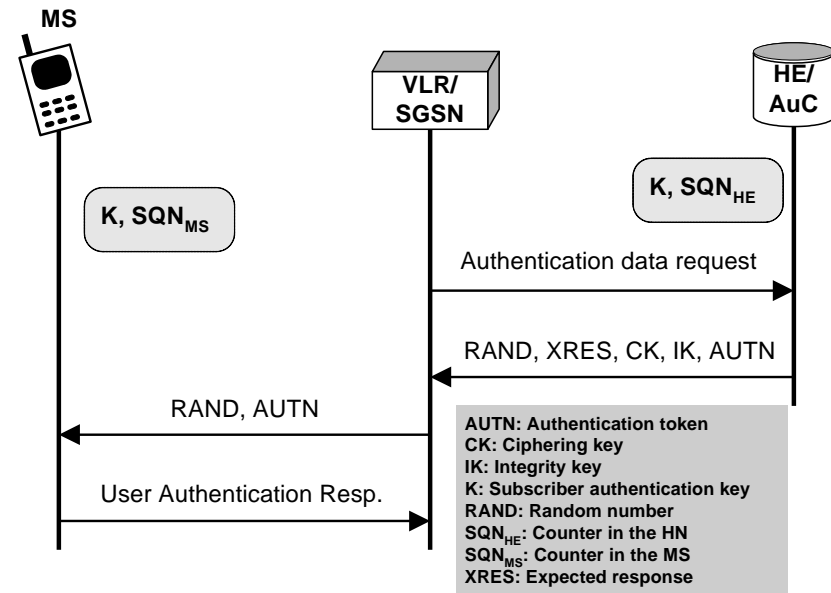 MS
VLR/
SGSN
HE/
AuC
K, SQN_MS
K, SQN_HE
Authentication data request
RAND, XRES, CK, IK, AUTN
RAND, AUTN
User Authentication Resp.
AUTN: Authentication token
CK: Ciphering key
IK: Integrity key
K: Subscriber authentication key
RAND: Random number
SQN_HE: Counter in the HN
SQN_MS: Counter in the MS
XRES: Expected response